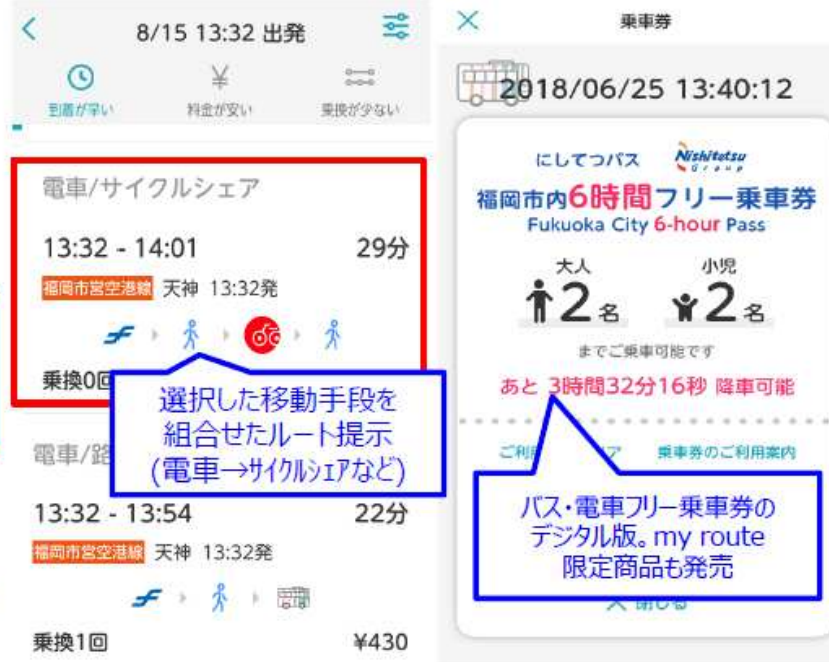 8/15 13:32 出発
到着が早い
料金が安い
乗換が少ない
電車/サイクルシェア
13:32 - 14:01 29分
福岡市営空港線 天神 13:32発
乗換0回
選択した移動手段を
組合せたルート提示
(電車→サイクルシェアなど)
電車/路
13:32 - 13:54 22分
福岡市営空港線 天神 13:32発
乗換1回 ¥430
乗車券
2018/06/25 13:40:12
にしてつバス Nishitetsu
Group
福岡市内6時間フリー乗車券
Fukuoka City 6-hour Pass
大人 小児
2名 2名
までご乗車可能です
あと 3時間32分16秒 降車可能
ご利 ア 乗車券のご利用案内
バス・電車フリー乗車券の
デジタル版。my route
限定商品も発売
閉じる